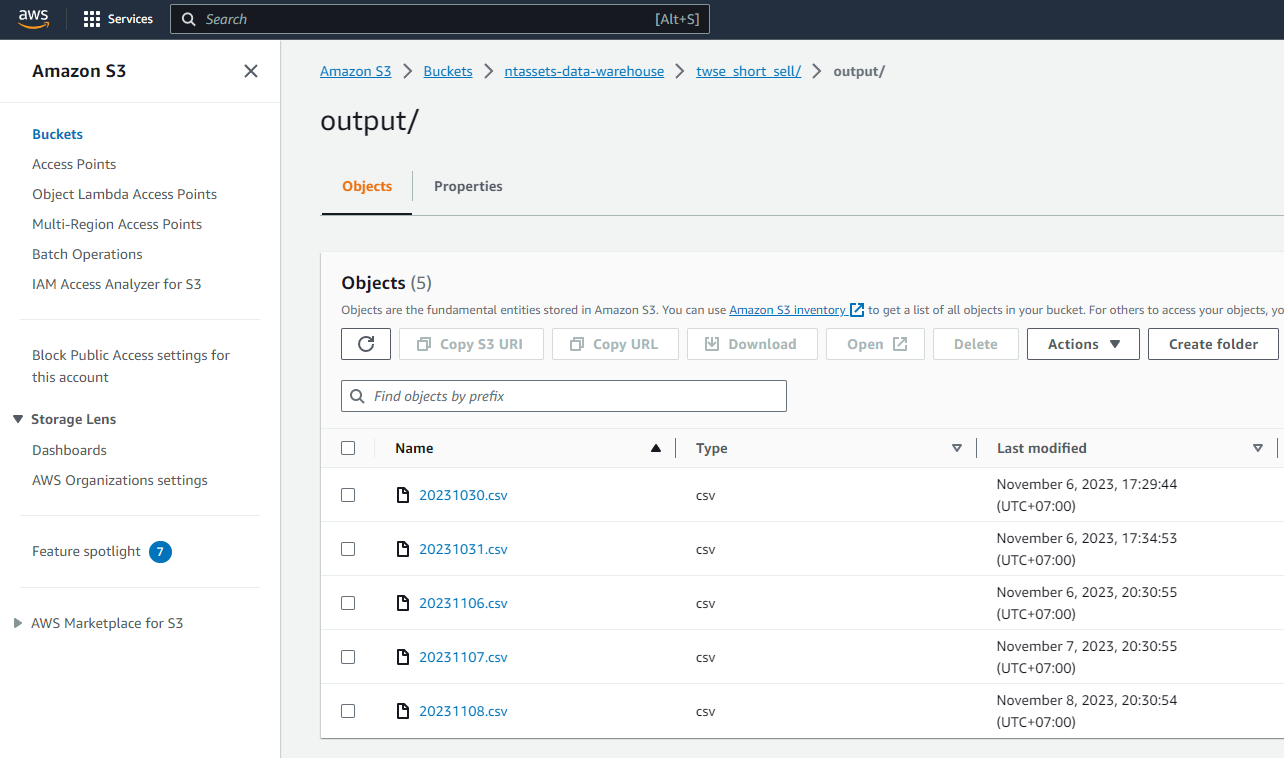 aws
Services
Search
[Alt+S]
Amazon S3
Buckets
Access Points
Object Lambda Access Points
Multi-Region Access Points
Batch Operations
IAM Access Analyzer for S3
Block Public Access settings for
this account
Storage Lens
Dashboards
AWS Organizations settings
Feature spotlight 7
AWS Marketplace for S3
Amazon S3 Buckets ntassets-data-warehouse twse_short_sell/ output/
output/
Objects Properties
Objects (5)
Objects are the fundamental entities stored in Amazon S3. You can use Amazon S3 inventory to get a list of all objects in your bucket. For others to access your objects,
Copy S3 URI Copy URL Download Open Delete Actions Create folder
Find objects by prefix
Name Type Last modified
20231030.csv csv November 6, 2023, 17:29:44
(UTC+07:00)
20231031.csv csv November 6, 2023, 17:34:53
(UTC+07:00)
20231106.csv csv November 6, 2023, 20:30:55
(UTC+07:00)
20231107.csv csv November 7, 2023, 20:30:55
(UTC+07:00)
20231108.csv csv November 8, 2023, 20:30:54
(UTC+07:00)